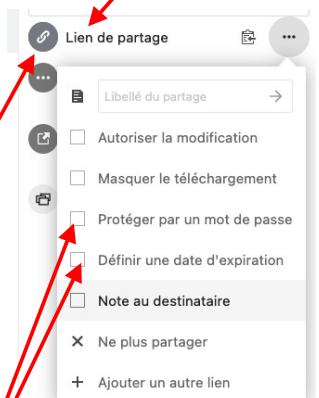 Lien de partage
Libellé du partage
Autoriser la modification
Masquer le téléchargement
Protéger par un mot de passe
Définir une date d'expiration
Note au destinataire
Ne plus partager
Ajouter un autre lien